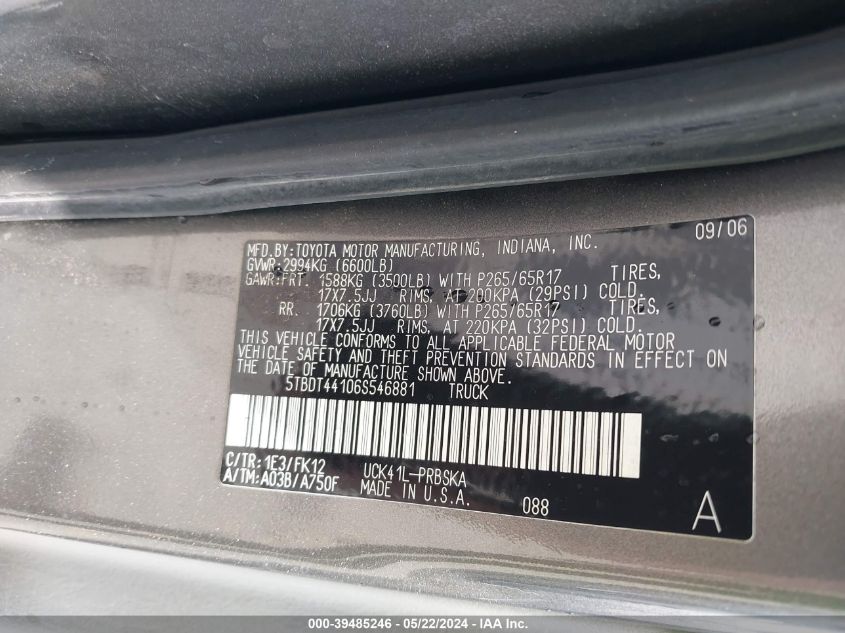 09/06
MFD.BY:TOYOTA MOTOR MANUFACTURING, INDIANA, INC.
GVWR:2994KG (6600LB)
GAWR:FRT. 1588KG (3500LB) WITH P265/65R17 TIRES,
17X7.5JJ RIMS, AT 200KPA (29PSI) COLD.
RR. 1706KG (3760LB) WITH P265/65R17 TIRES,
17X7.5JJ RIMS, AT 220KPA (32PSI) COLD.
THIS VEHICLE CONFORMS TO ALL APPLICABLE FEDERAL MOTOR
VEHICLE SAFETY AND THEFT PREVENTION STANDARDS IN EFFECT ON
THE DATE OF MANUFACTURE SHOWN ABOVE.
5TBDT44106S546881 TRUCK
C/TR:1E3/FK12 UCK41L-PRBSKA
A/TM:A03B/A750F MADE IN U.S.A.
088
A
000-39485246 - 05/22/2024 - IAA Inc.